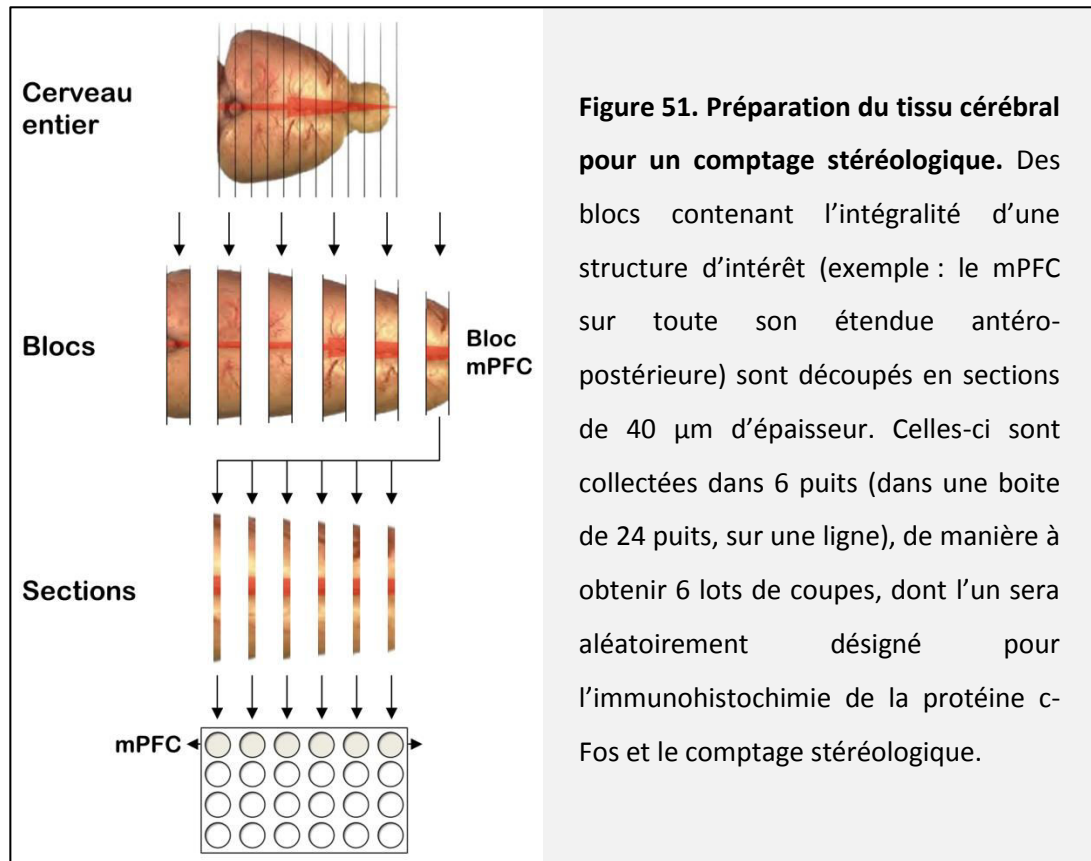 Cerveau
entier
Blocs
Bloc
mPFC
Sections
mPFC
Figure 51. Préparation du tissu cérébral
pour un comptage stéréologique. Des
blocs contenant l’intégralité d’une
structure d’intérêt (exemple : le mPFC
sur toute son étendue antéro-
postérieure) sont découpés en sections
de 40 µm d’épaisseur. Celles-ci sont
collectées dans 6 puits (dans une boite
de 24 puits, sur une ligne), de manière à
obtenir 6 lots de coupes, dont l’un sera
aléatoirement désigné pour
l’immunohistochimie de la protéine c-
Fos et le comptage stéréologique.